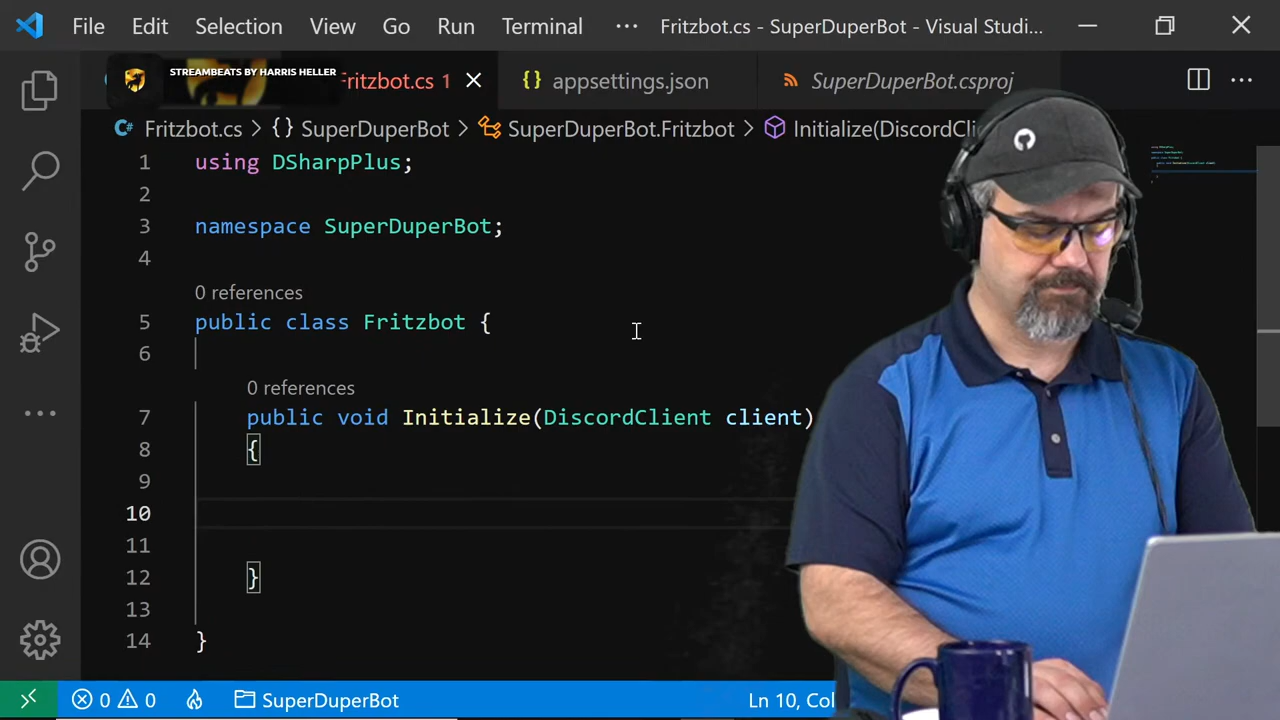 File Edit Selection View Go Run Terminal ··· Fritzbot.cs - SuperDuperBot - Visual Studi...
STREAMBEATS BY HARRIS HELLER
Fritzbot.cs 1
{} appsettings.json
SuperDuperBot.csproj
Fritzbot.cs > {} SuperDuperBot > SuperDuperBot.Fritzbot > Initialize(DiscordClie
1 using DSharpPlus;
2
3 namespace SuperDuperBot;
4
0 references
5 public class Fritzbot {
6
0 references
7 public void Initialize(DiscordClient client)
8 {
9
10
11
12 }
13
14 }
0 0 SuperDuperBot Ln 10, Col